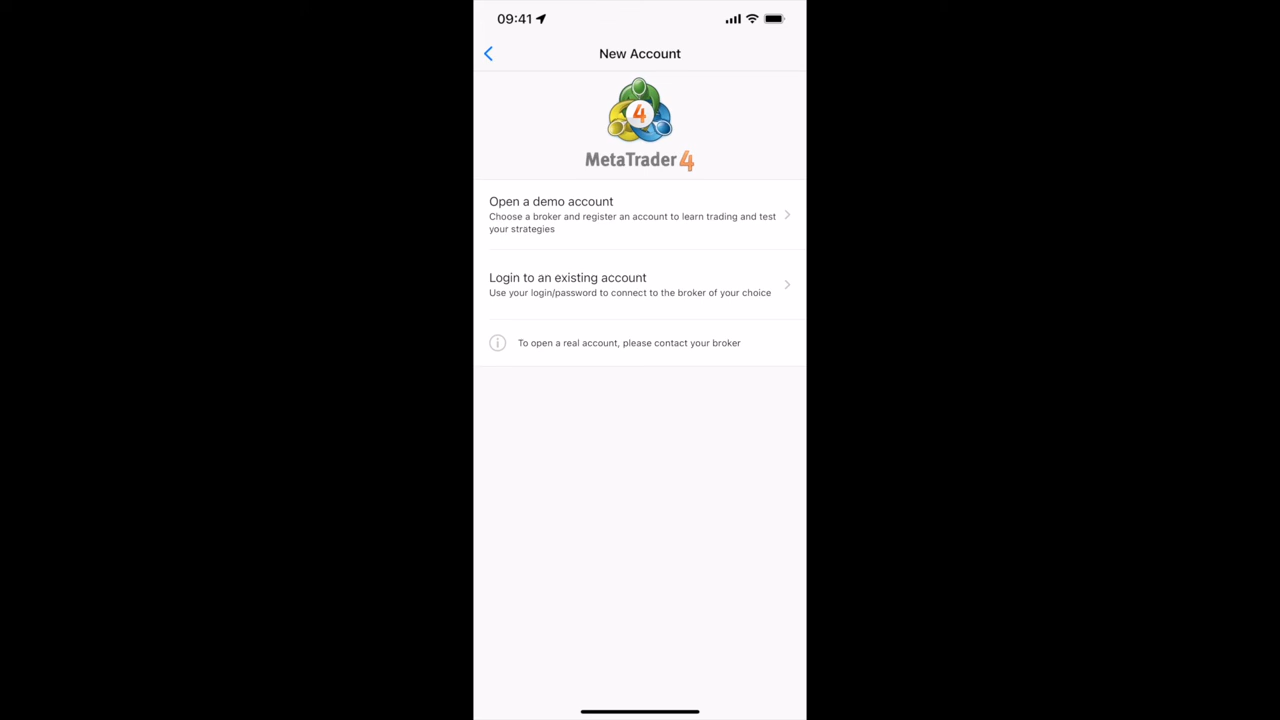 09:41
New Account
4
MetaTrader 4
Open a demo account
Choose a broker and register an account to learn trading and test
your strategies
Login to an existing account
Use your login/password to connect to the broker of your choice
To open a real account, please contact your broker